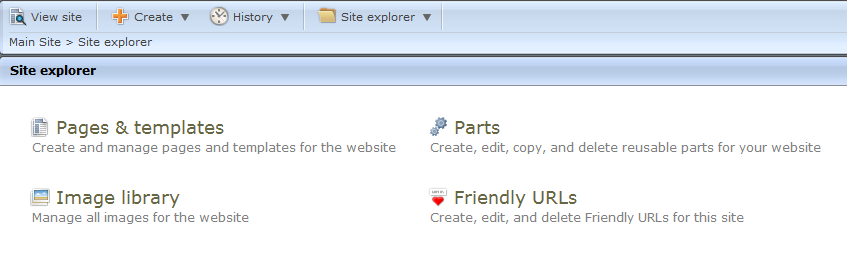 View site Create History Site explorer
Main Site > Site explorer
Site explorer
Pages & templates
Create and manage pages and templates for the website
Parts
Create, edit, copy, and delete reusable parts for your website
Image library
Manage all images for the website
Friendly URLs
Create, edit, and delete Friendly URLs for this site